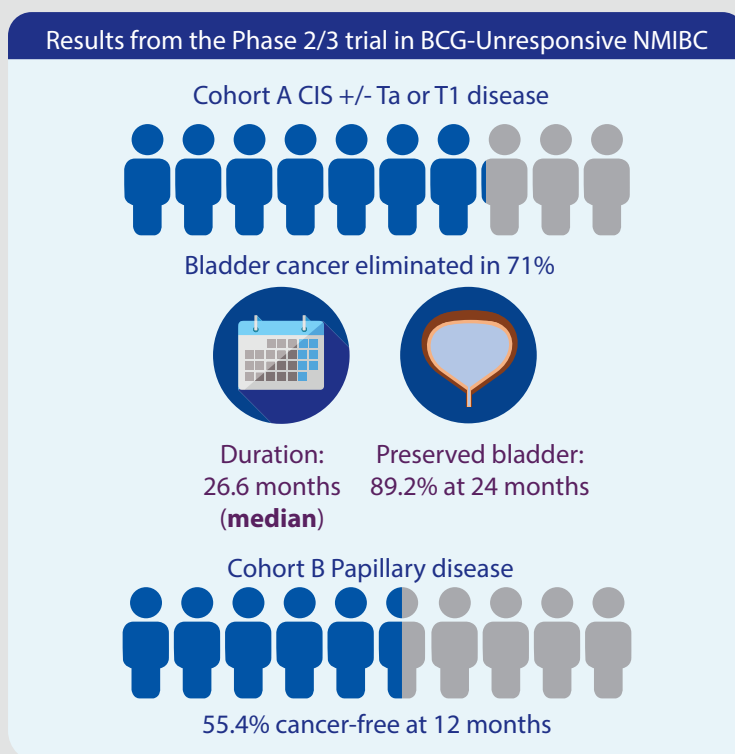 Results from the Phase 2/3 trial in BCG-Unresponsive NMIBC
Cohort A CIS +/- Ta or T1 disease
Bladder cancer eliminated in 71%
Duration:
26.6 months
(median)
Preserved bladder:
89.2% at 24 months
Cohort B Papillary disease
55.4% cancer-free at 12 months